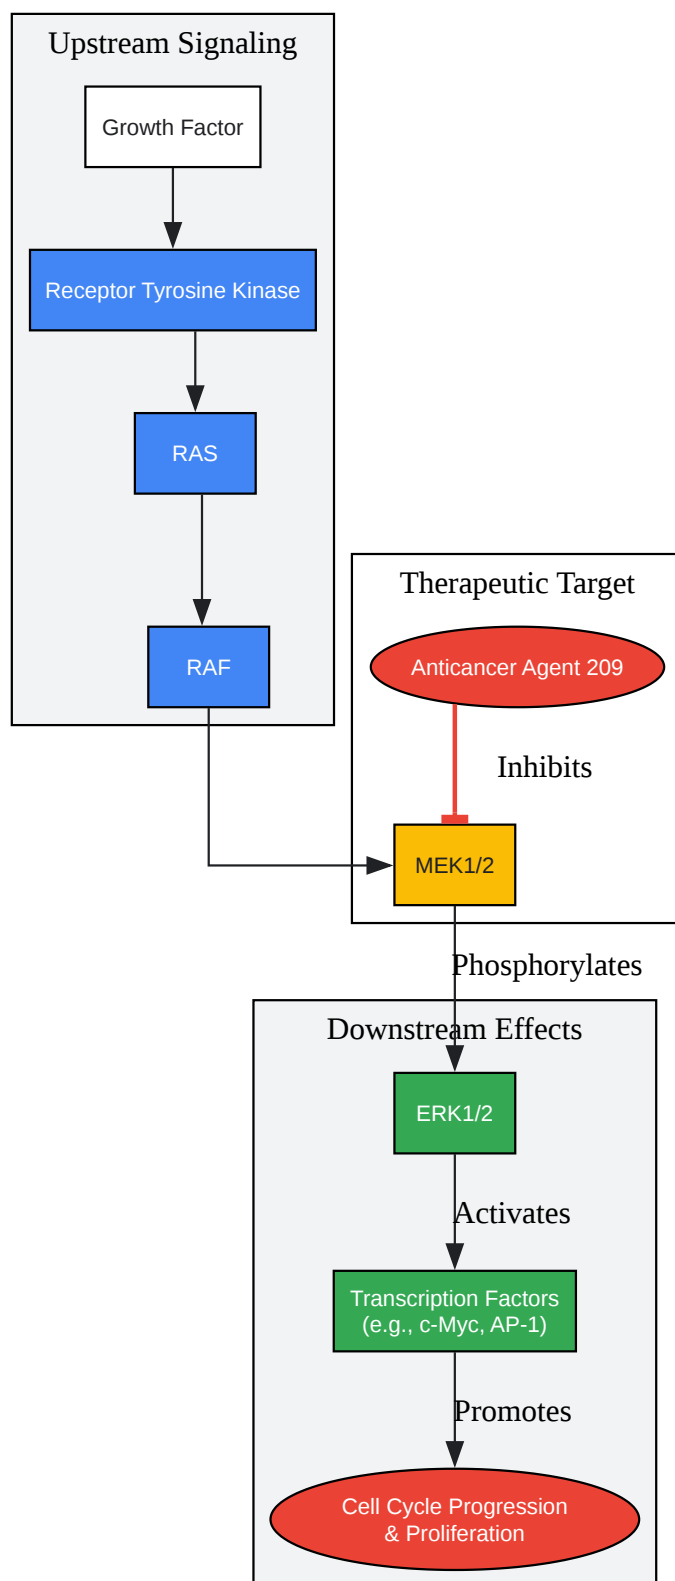 Upstream Signaling
Growth Factor
Receptor Tyrosine Kinase
RAS
RAF
Therapeutic Target
Anticancer Agent 209
Inhibits
MEK1/2
Phosphorylates
Downstream Effects
ERK1/2
Activates
Transcription Factors
(e.g., c-Myc, AP-1)
Promotes
Cell Cycle Progression
& Proliferation